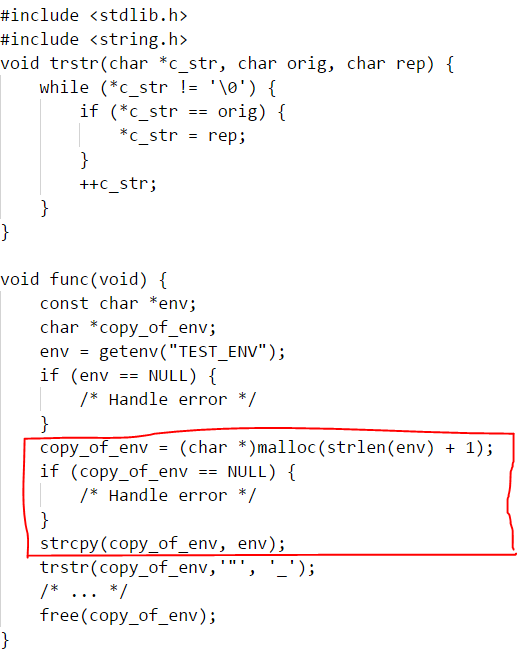 #include <stdlib.h>
#include <string.h>
void trstr(char *c_str, char orig, char rep) {
    while (*c_str != '\0') {
        if (*c_str == orig) {
            *c_str = rep;
        }
        ++c_str;
    }
}

void func(void) {
    const char *env;
    char *copy_of_env;
    env = getenv("TEST_ENV");
    if (env == NULL) {
        /* Handle error */
    }
    copy_of_env = (char *)malloc(strlen(env) + 1);
    if (copy_of_env == NULL) {
        /* Handle error */
    }
    strcpy(copy_of_env, env);
    trstr(copy_of_env,'"', '_');
    /* ... */
    free(copy_of_env);
}